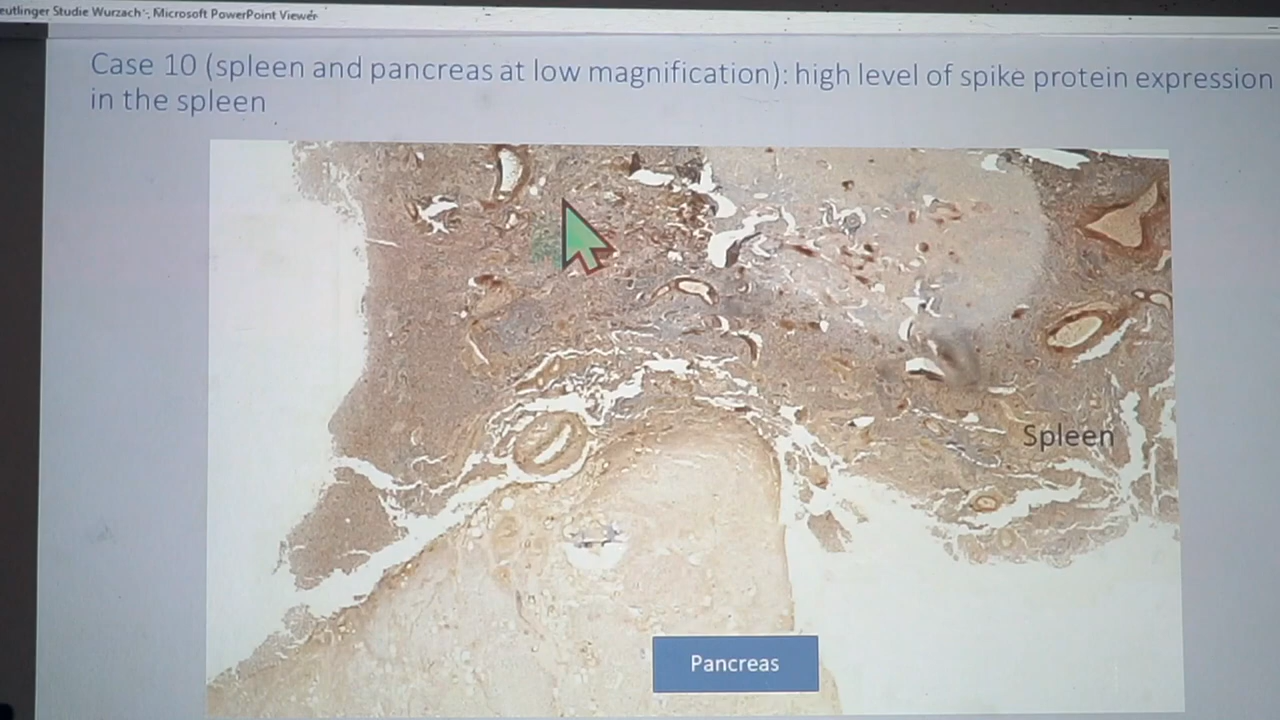 eutlinger Studie Wurzach - Microsoft PowerPoint Viewer
Case 10 (spleen and pancreas at low magnification): high level of spike protein expression
in the spleen
Spleen
Pancreas